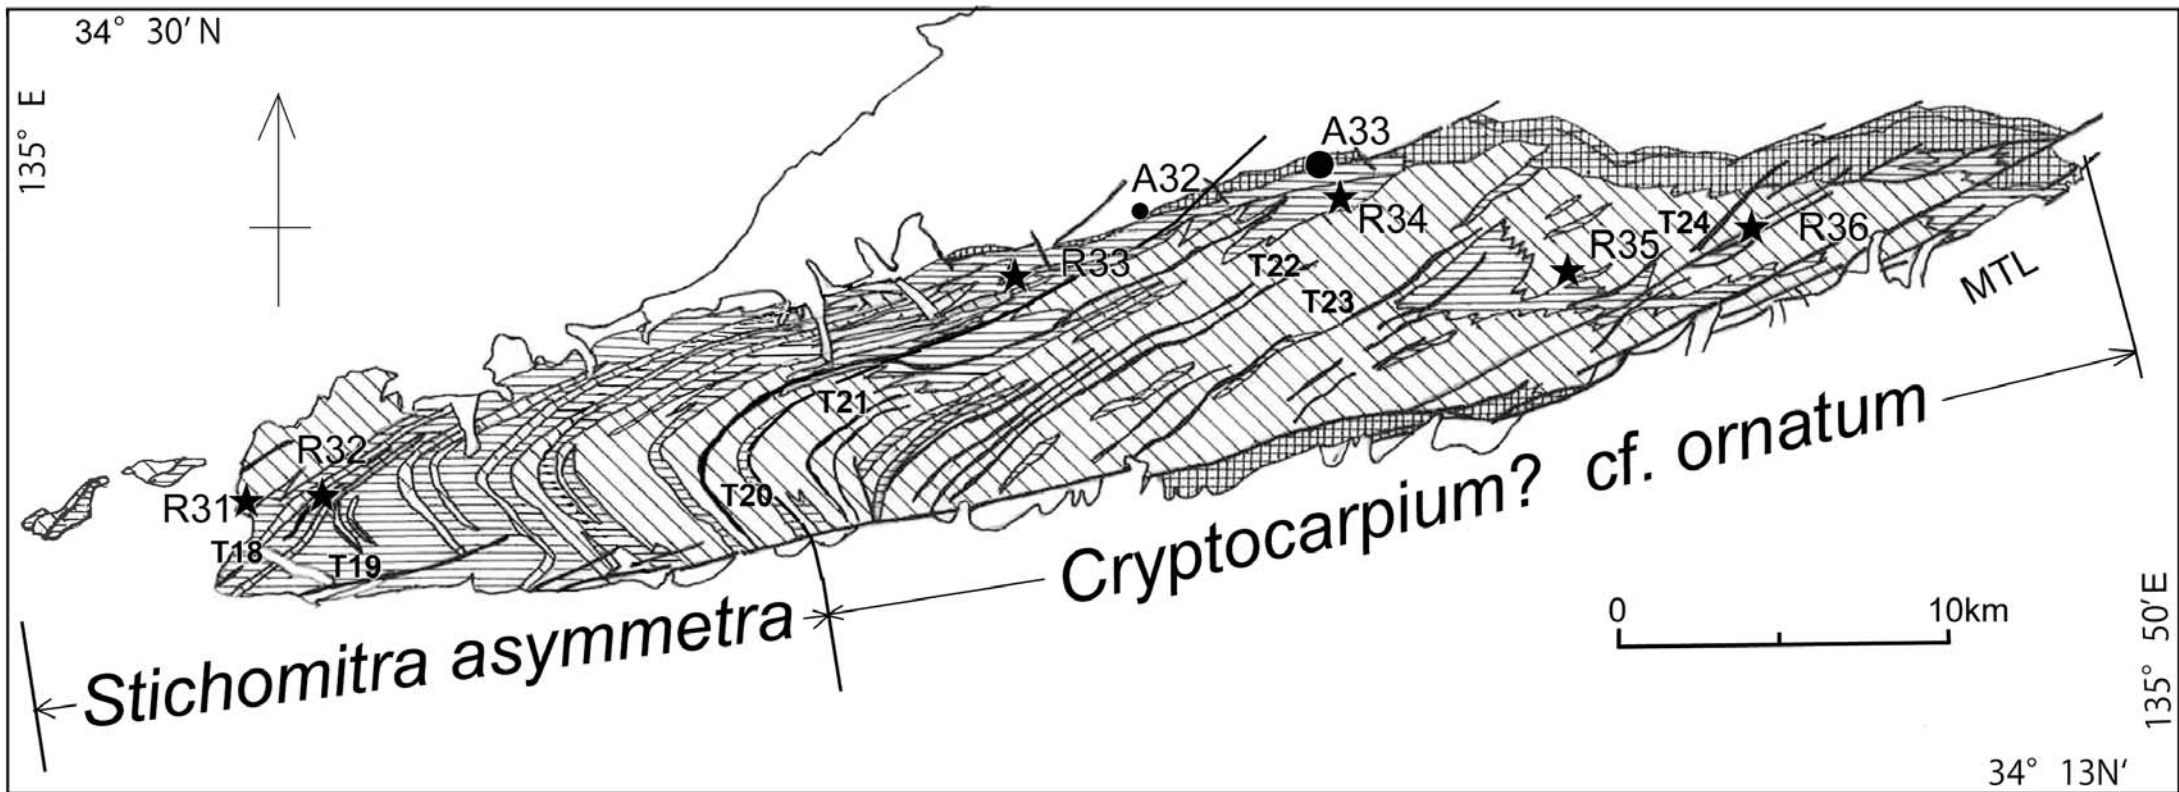 34° 30′ N
135° E
A33
A32
R34
R33
T24
R36
R35
T22
T23
MTL
T21
R32
R31
T20
T18
T19
Cryptocarpium? cf. ornatum
Stichomitra asymmetra
0 10km
135° 50′E
34° 13N′